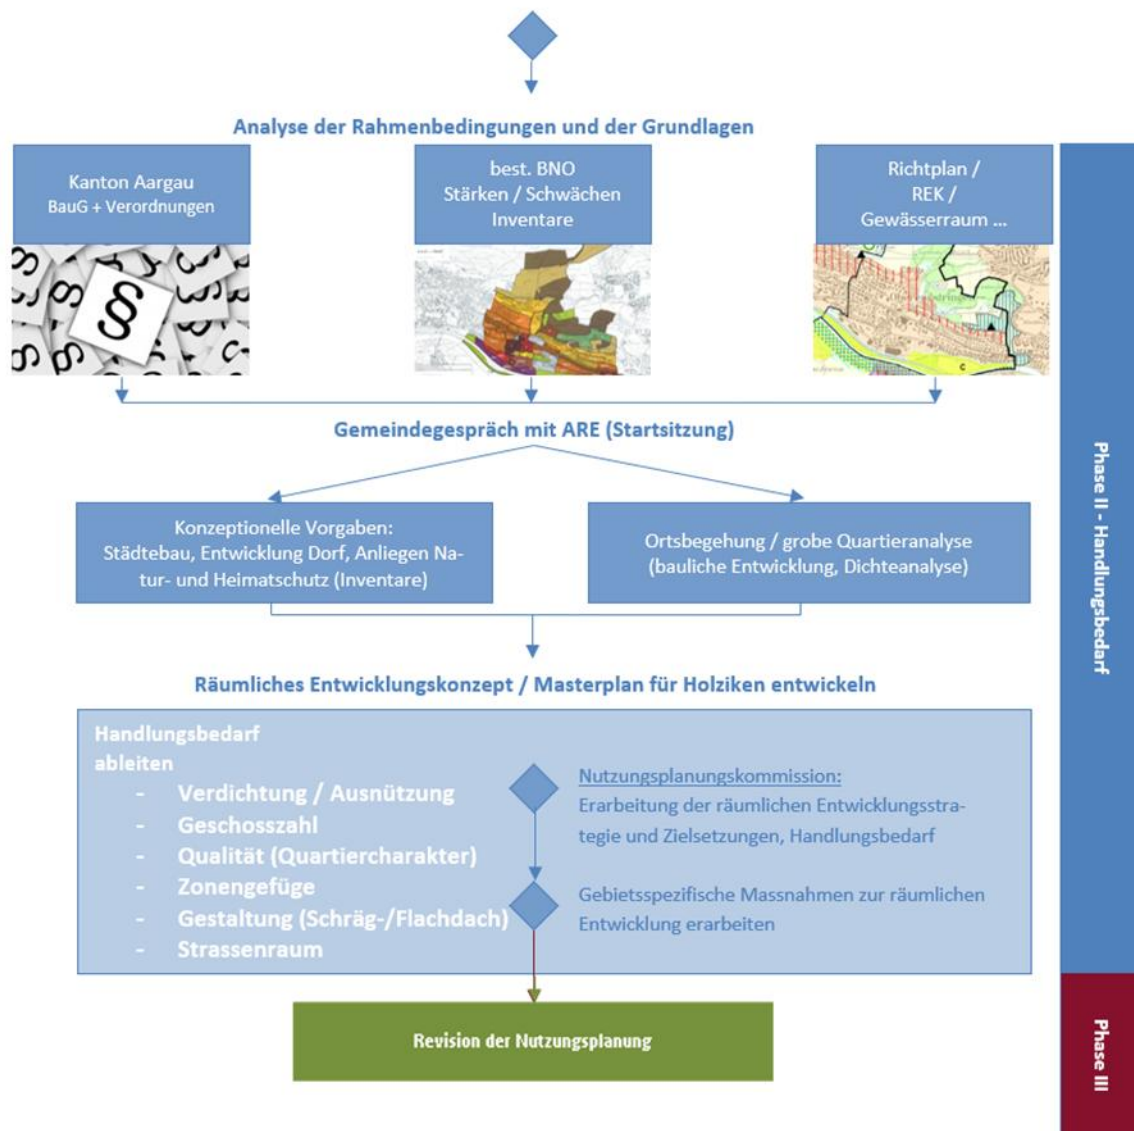 Analyse der Rahmenbedingungen und der Grundlagen
Kanton Aargau
BauG + Verordnungen
best. BNO
Stärken / Schwächen
Inventare
Richtplan /
REK /
Gewässerraum ...
Gemeindegespräch mit ARE (Startsitzung)
Konzeptionelle Vorgaben:
Städtebau, Entwicklung Dorf, Anliegen Na-
tur- und Heimatschutz (Inventare)
Ortsbegehung / grobe Quartieranalyse
(bauliche Entwicklung, Dichteanalyse)
Räumliches Entwicklungskonzept / Masterplan für Holziken entwickeln
Handlungsbedarf
ableiten
- Verdichtung / Ausnützung
- Geschosszahl
- Qualität (Quartiercharakter)
- Zonengefüge
- Gestaltung (Schräg-/Flachdach)
- Strassenraum
Nutzungsplanungskommission:
Erarbeitung der räumlichen Entwicklungsstra-
tegie und Zielsetzungen, Handlungsbedarf
Gebietsspezifische Massnahmen zur räumlichen
Entwicklung erarbeiten
Revision der Nutzungsplanung
Phase II - Handlungsbedarf
Phase III